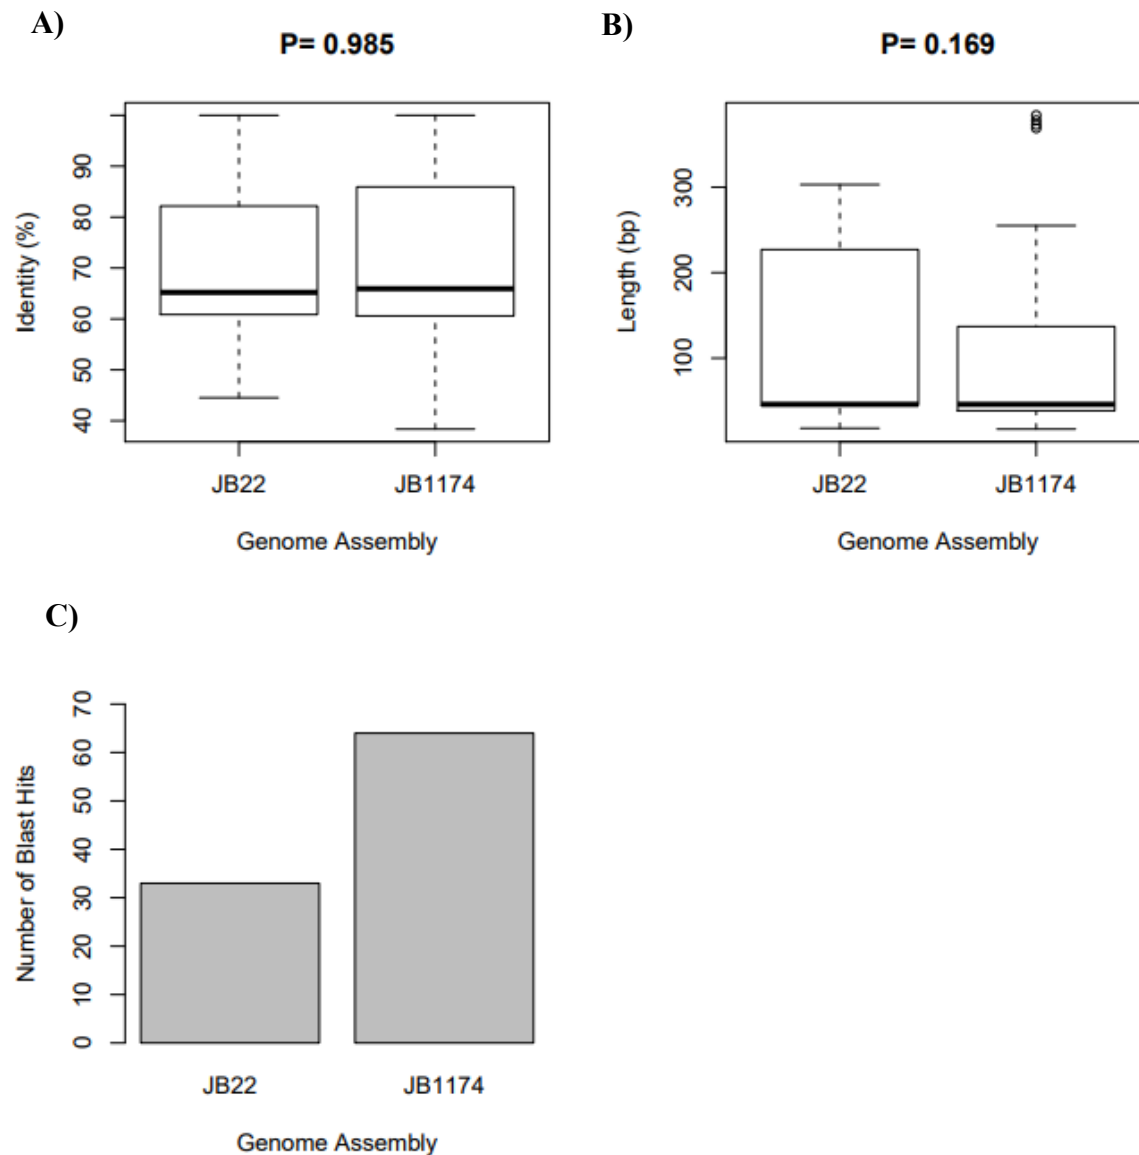 A)
P= 0.985
Identity (%)
90
80
70
60
50
40
JB22
JB1174
Genome Assembly
B)
P= 0.169
Length (bp)
300
200
100
JB22
JB1174
Genome Assembly
C)
Number of Blast Hits
70
60
50
40
30
20
10
0
JB22
JB1174
Genome Assembly